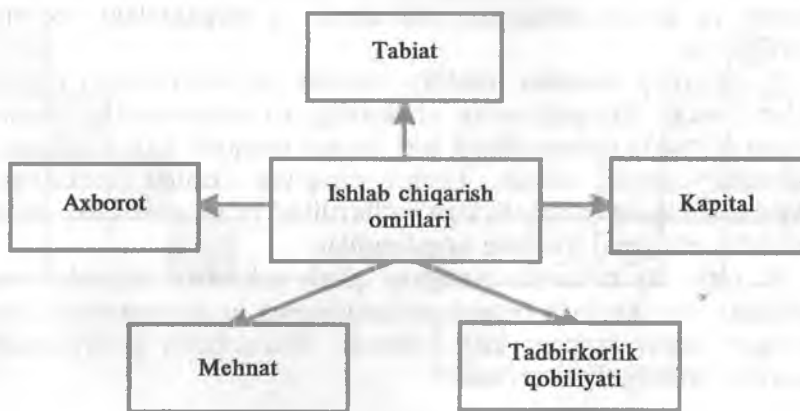 Tabiat
Axborot
Ishlab chiqarish
omillari
Kapital
Mehnat
Tadbirkorlik
qobiliyati